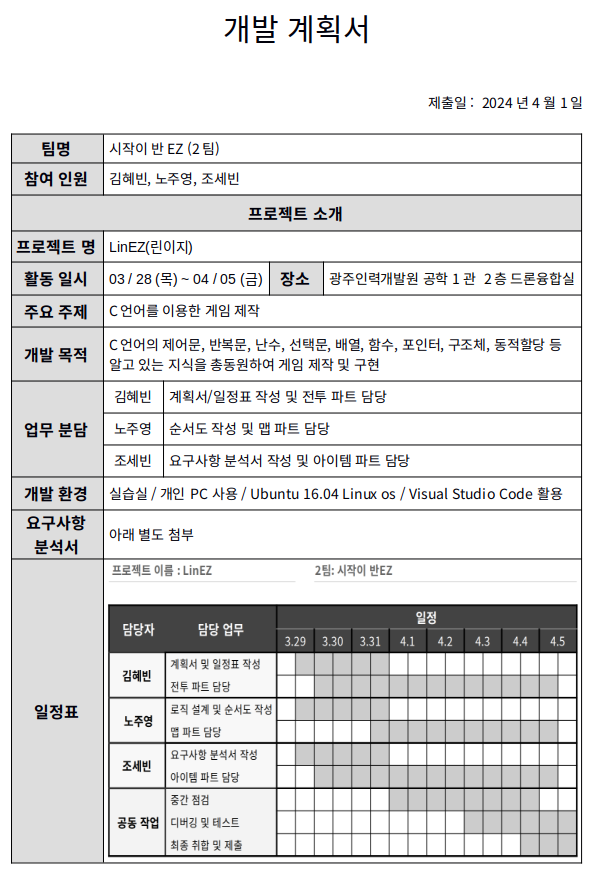 개발 계획서
제출일 : 2024 년 4 월 1 일
팀명 시작이 반 EZ (2 팀)
참여 인원 김혜빈, 노주영, 조세빈
프로젝트 소개
프로젝트 명 LinEZ(린이지)
활동 일시 03 / 28 (목) ~ 04 / 05 (금) 장소 광주인력개발원 공학 1 관 2 층 드론융합실
주요 주제 C 언어를 이용한 게임 제작
개발 목적 C 언어의 제어문, 반복문, 난수, 선택문, 배열, 함수, 포인터, 구조체, 동적할당 등
알고 있는 지식을 총동원하여 게임 제작 및 구현
업무 분담
김혜빈 계획서/일정표 작성 및 전투 파트 담당
노주영 순서도 작성 및 맵 파트 담당
조세빈 요구사항 분석서 작성 및 아이템 파트 담당
개발 환경 실습실 / 개인 PC 사용 / Ubuntu 16.04 Linux os / Visual Studio Code 활용
요구사항
분석서
아래 별도 첨부
일정표
프로젝트 이름 : LinEZ 2팀: 시작이 반EZ
담당자 담당 업무 일정
3.29 3.30 3.31 4.1 4.2 4.3 4.4 4.5
김혜빈
계획서 및 일정표 작성
전투 파트 담당
노주영
로직 설계 및 순서도 작성
맵 파트 담당
조세빈
요구사항 분석서 작성
아이템 파트 담당
공동 작업
중간 점검
디버깅 및 테스트
최종 취합 및 제출